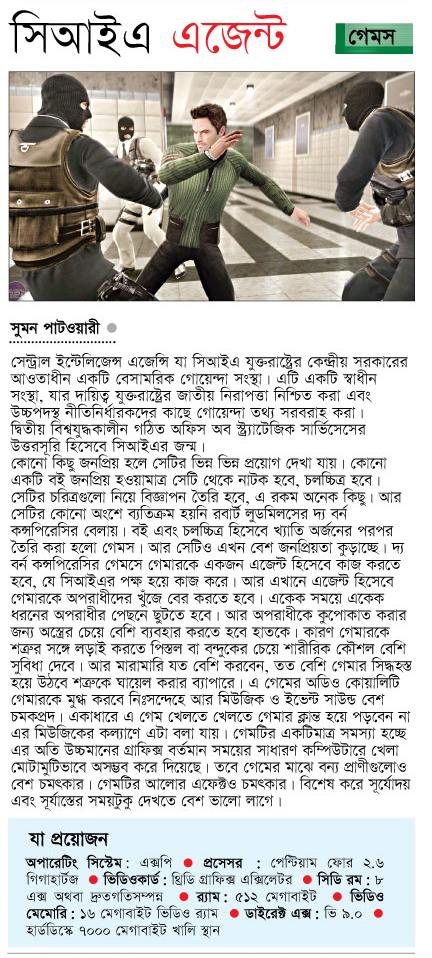 সিআইএ এজেন্ট
গেমস
সুমন পাটওয়ারী
সেন্ট্রাল ইন্টেলিজেন্স এজেন্সি যা সিআইএ যুক্তরাষ্ট্রের কেন্দ্রীয় সরকারের
আওতাধীন একটি বেসামরিক গোয়েন্দা সংস্থা। এটি একটি স্বাধীন
সংস্থা, যার দায়িত্ব যুক্তরাষ্ট্রের জাতীয় নিরাপত্তা নিশ্চিত করা এবং
উচ্চপদস্থ নীতিনির্ধারকদের কাছে গোয়েন্দা তথ্য সরবরাহ করা।
দ্বিতীয় বিশ্বযুদ্ধকালীন গঠিত অফিস অব স্ট্র্যাটেজিক সার্ভিসেসের
উত্তরসূরি হিসেবে সিআইএর জন্ম।
কোনো কিছু জনপ্রিয় হলে সেটির ভিন্ন ভিন্ন প্রয়োগ দেখা যায়। কোনো
একটি বই জনপ্রিয় হওয়ামাত্র সেটি থেকে নাটক হবে, চলচ্চিত্র হবে।
সেটির চরিত্রগুলো নিয়ে বিজ্ঞাপন তৈরি হবে, এ রকম অনেক কিছু। আর
সেটির কোনো অংশে ব্যতিক্রম হয়নি রবার্ট লুডমিলসের দ্য বর্ন
কন্সপিরেসির বেলায়। বই এবং চলচ্চিত্র হিসেবে খ্যাতি অর্জনের পরপর
তৈরি করা হলো গেমস। আর সেটিও এখন বেশ জনপ্রিয়তা কুড়াচ্ছে। দ্য
বর্ন কন্সপিরেসির গেমসে গেমারকে একজন এজেন্ট হিসেবে কাজ করতে
হবে, যে সিআইএর পক্ষ হয়ে কাজ করে। আর এখানে এজেন্ট হিসেবে
গেমারকে অপরাধীদের খুঁজে বের করতে হবে। একেক সময়ে একেক
ধরনের অপরাধীর পেছনে ছুটতে হবে। আর অপরাধীকে কুপোকাত করার
জন্য অস্ত্রের চেয়ে বেশি ব্যবহার করতে হবে হাতকে। কারণ গেমারকে
শত্রুর সঙ্গে লড়াই করতে পিস্তল বা বন্দুকের চেয়ে শারীরিক কৌশল বেশি
সুবিধা দেবে। আর মারামারি যত বেশি করবেন, তত বেশি গেমার সিদ্ধহস্ত
হয়ে উঠবে শত্রুকে ঘায়েল করার ব্যাপারে। এ গেমের অডিও কোয়ালিটি
গেমারকে মুগ্ধ করবে নিঃসন্দেহে আর মিউজিক ও ইভেন্ট সাউন্ড বেশ
চমকপ্রদ। একাধারে এ গেম খেলতে খেলতে গেমার ক্লান্ত হয়ে পড়বেন না
এর মিউজিকের কল্যাণে এটা বলা যায়। গেমটির একটিমাত্র সমস্যা হচ্ছে
এর অতি উচ্চমানের গ্রাফিক্স বর্তমান সময়ের সাধারণ কম্পিউটারে খেলা
মোটামুটিভাবে অসম্ভব করে দিয়েছে। তবে গেমের মাঝে বন্য প্রাণীগুলোও
বেশ চমৎকার। গেমটির আলোর এফেক্টও চমৎকার। বিশেষ করে সূর্যোদয়
এবং সূর্যাস্তের সময়টুকু দেখতে বেশ ভালো লাগে।
যা প্রয়োজন
অপারেটিং সিস্টেম : এক্সপি ● প্রসেসর : পেন্টিয়াম ফোর ২.৬
গিগাহার্টজ ● ভিডিওকার্ড : থ্রিডি গ্রাফিক্স এক্সিলেটর ● সিডি রম : ৮
এক্স অথবা দ্রুতগতিসম্পন্ন ● র‍্যাম : ৫১২ মেগাবাইট ● ভিডিও
মেমোরি : ১৬ মেগাবাইট ভিডিও র‍্যাম ● ডাইরেক্ট এক্স : ভি ৯.০ ●
হার্ডডিস্কে ৭০০০ মেগাবাইট খালি স্থান